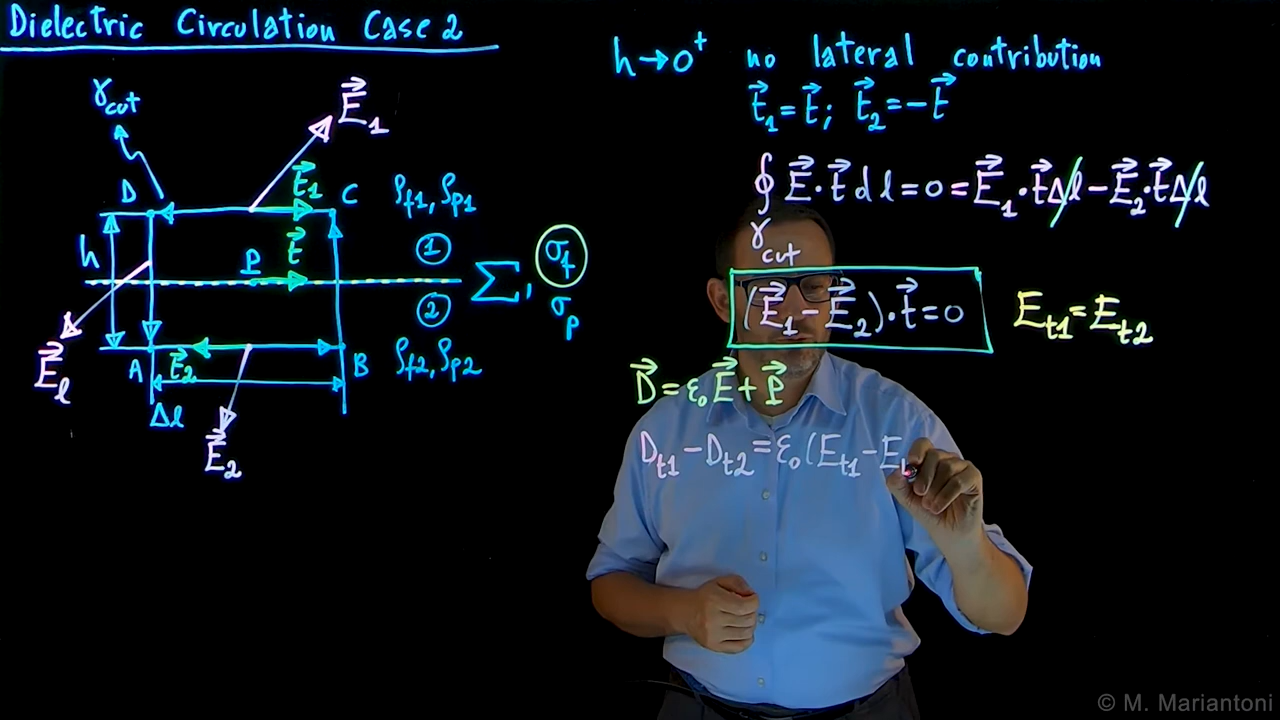 Dielectric Circulation Case 2
h→0⁺ no lateral contribution
t⃗₁=t⃗; t⃗₂=−t⃗
∮ E⃗·t⃗ dl=0=E⃗₁·t⃗Δl−E⃗₂·t⃗Δl
γcut
(E⃗₁−E⃗₂)·t⃗=0
Et1=Et2
D⃗=ε₀E⃗+P⃗
Dt1−Dt2=ε₀(Et1−E
γcut
E⃗₁
D
t⃗₁
C
ρf1, ρp1
h
t⃗
①
P
Σ, σf
②
σp
E⃗l
A
t⃗₂
B
ρf2, ρp2
Δl
E⃗₂
© M. Mariantoni